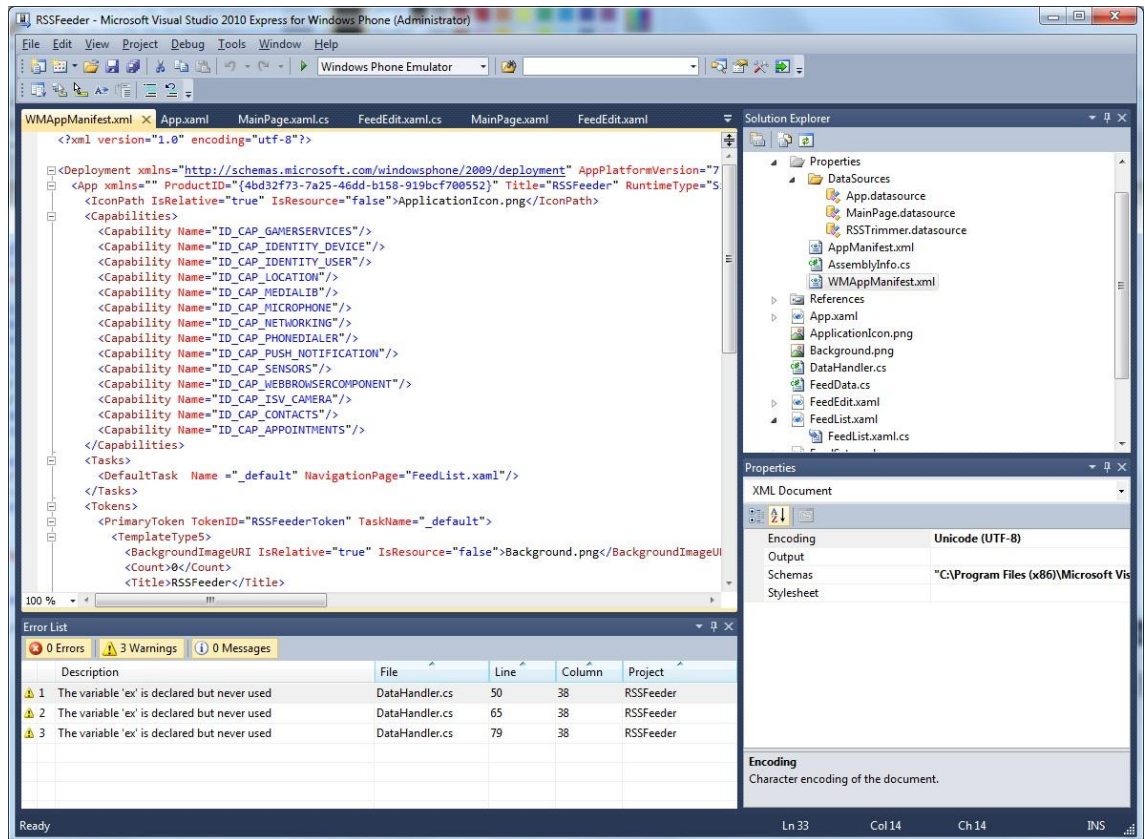 RSSFeeder - Microsoft Visual Studio 2010 Express for Windows Phone (Administrator)
File Edit View Project Debug Tools Window Help
Windows Phone Emulator
WMAppManifest.xml App.xaml MainPage.xaml.cs FeedEdit.xaml.cs MainPage.xaml FeedEdit.xaml
<?xml version="1.0" encoding="utf-8"?>
<Deployment xmlns="http://schemas.microsoft.com/windowsphone/2009/deployment" AppPlatformVersion="7
<App xmlns="" ProductID="{4bd32f73-7a25-46dd-b158-919bcf700552}" Title="RSSFeeder" RuntimeType="S:
<IconPath IsRelative="true" IsResource="false">ApplicationIcon.png</IconPath>
<Capabilities>
<Capability Name="ID_CAP_GAMERSERVICES"/>
<Capability Name="ID_CAP_IDENTITY_DEVICE"/>
<Capability Name="ID_CAP_IDENTITY_USER"/>
<Capability Name="ID_CAP_LOCATION"/>
<Capability Name="ID_CAP_MEDIALIB"/>
<Capability Name="ID_CAP_MICROPHONE"/>
<Capability Name="ID_CAP_NETWORKING"/>
<Capability Name="ID_CAP_PHONEDIALER"/>
<Capability Name="ID_CAP_PUSH_NOTIFICATION"/>
<Capability Name="ID_CAP_SENSORS"/>
<Capability Name="ID_CAP_WEBBROWSERCOMPONENT"/>
<Capability Name="ID_CAP_ISV_CAMERA"/>
<Capability Name="ID_CAP_CONTACTS"/>
<Capability Name="ID_CAP_APPOINTMENTS"/>
</Capabilities>
<Tasks>
<DefaultTask Name ="_default" NavigationPage="FeedList.xaml"/>
</Tasks>
<Tokens>
<PrimaryToken TokenID="RSSFeederToken" TaskName="_default">
<TemplateType5>
<BackgroundImageURI IsRelative="true" IsResource="false">Background.png</BackgroundImageU
<Count>0</Count>
<Title>RSSFeeder</Title>
100 %
Solution Explorer
Properties
DataSources
App.datasource
MainPage.datasource
RSSTrimmer.datasource
AppManifest.xml
AssemblyInfo.cs
WMAppManifest.xml
References
App.xaml
ApplicationIcon.png
Background.png
DataHandler.cs
FeedData.cs
FeedEdit.xaml
FeedList.xaml
FeedList.xaml.cs
Properties
XML Document
Encoding Unicode (UTF-8)
Output
Schemas "C:\Program Files (x86)\Microsoft Vis
Stylesheet
Encoding
Character encoding of the document.
Error List
0 Errors 3 Warnings 0 Messages
Description File Line Column Project
1 The variable 'ex' is declared but never used DataHandler.cs 50 38 RSSFeeder
2 The variable 'ex' is declared but never used DataHandler.cs 65 38 RSSFeeder
3 The variable 'ex' is declared but never used DataHandler.cs 79 38 RSSFeeder
Ready Ln 33 Col 14 Ch 14 INS